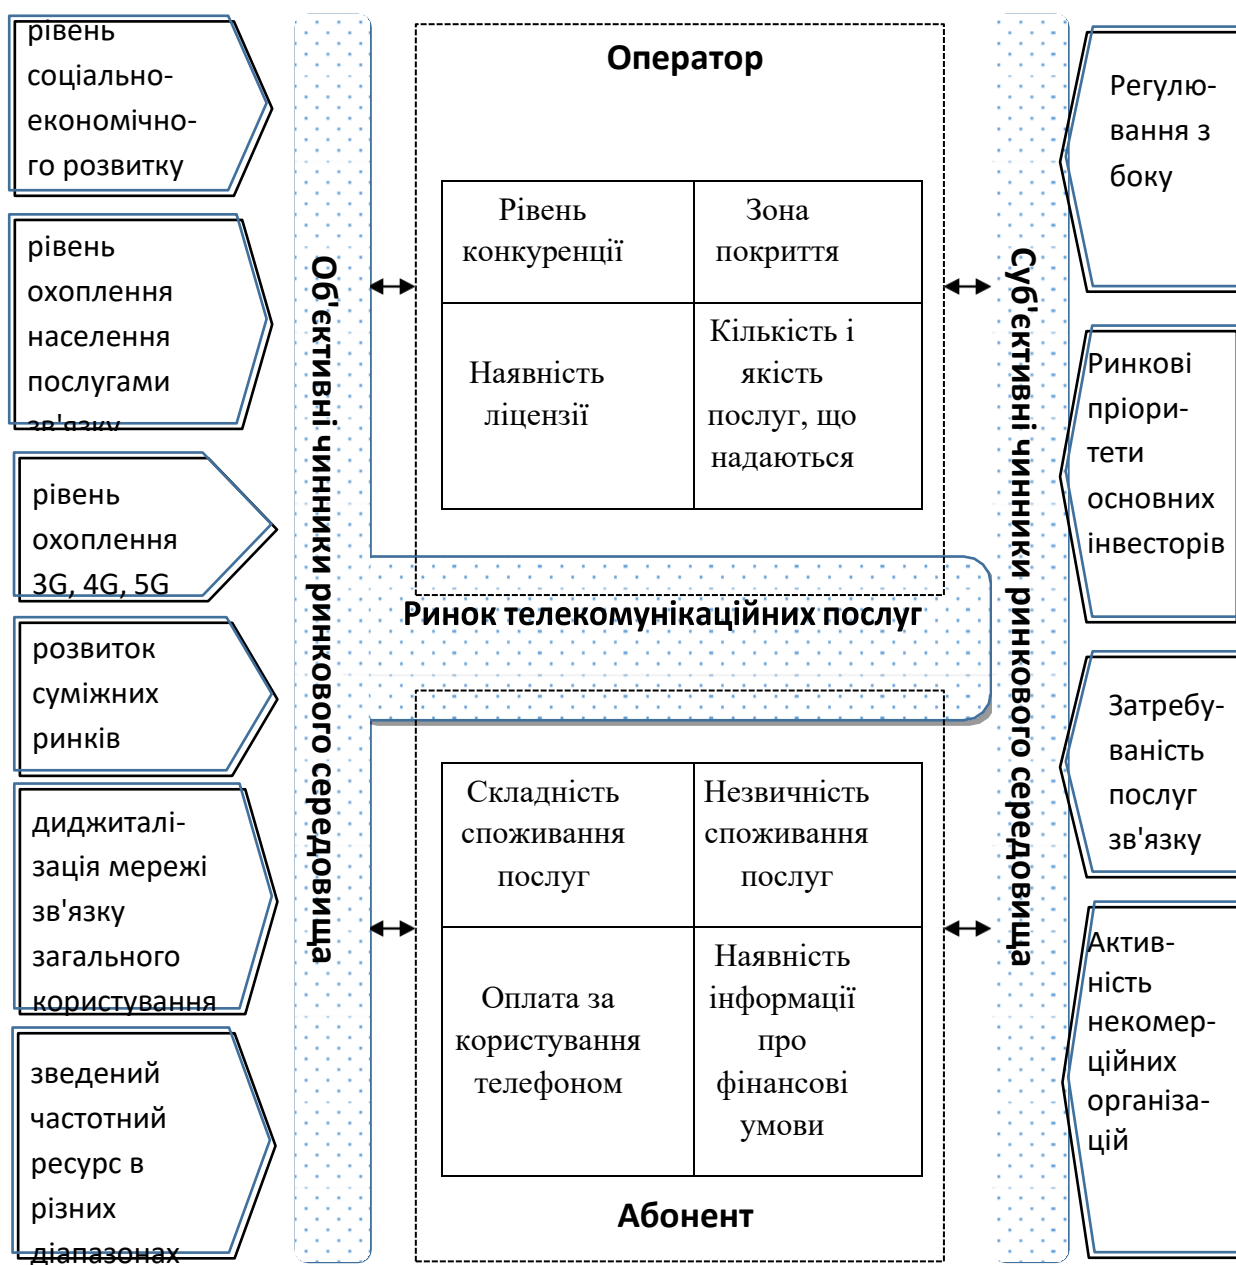 рівень
соціально-
економічно-
го розвитку
рівень
охоплення
населення
послугами
зв'язку
рівень
охоплення
3G, 4G, 5G
розвиток
суміжних
ринків
диджиталі-
зація мережі
зв'язку
загального
користування
зведений
частотний
ресурс в
різних
діапазонах
Об'єктивні чинники ринкового середовища
Оператор
Рівень
конкуренції
Зона
покриття
Наявність
ліцензії
Кількість і
якість
послуг, що
надаються
Ринок телекомунікаційних послуг
Складність
споживання
послуг
Незвичність
споживання
послуг
Оплата за
користування
телефоном
Наявність
інформації
про
фінансові
умови
Абонент
Суб'єктивні чинники ринкового середовища
Регулю-
вання з
боку
Ринкові
пріори-
тети
основних
інвесторів
Затребу-
ваність
послуг
зв'язку
Актив-
ність
некомер-
ційних
організа-
цій